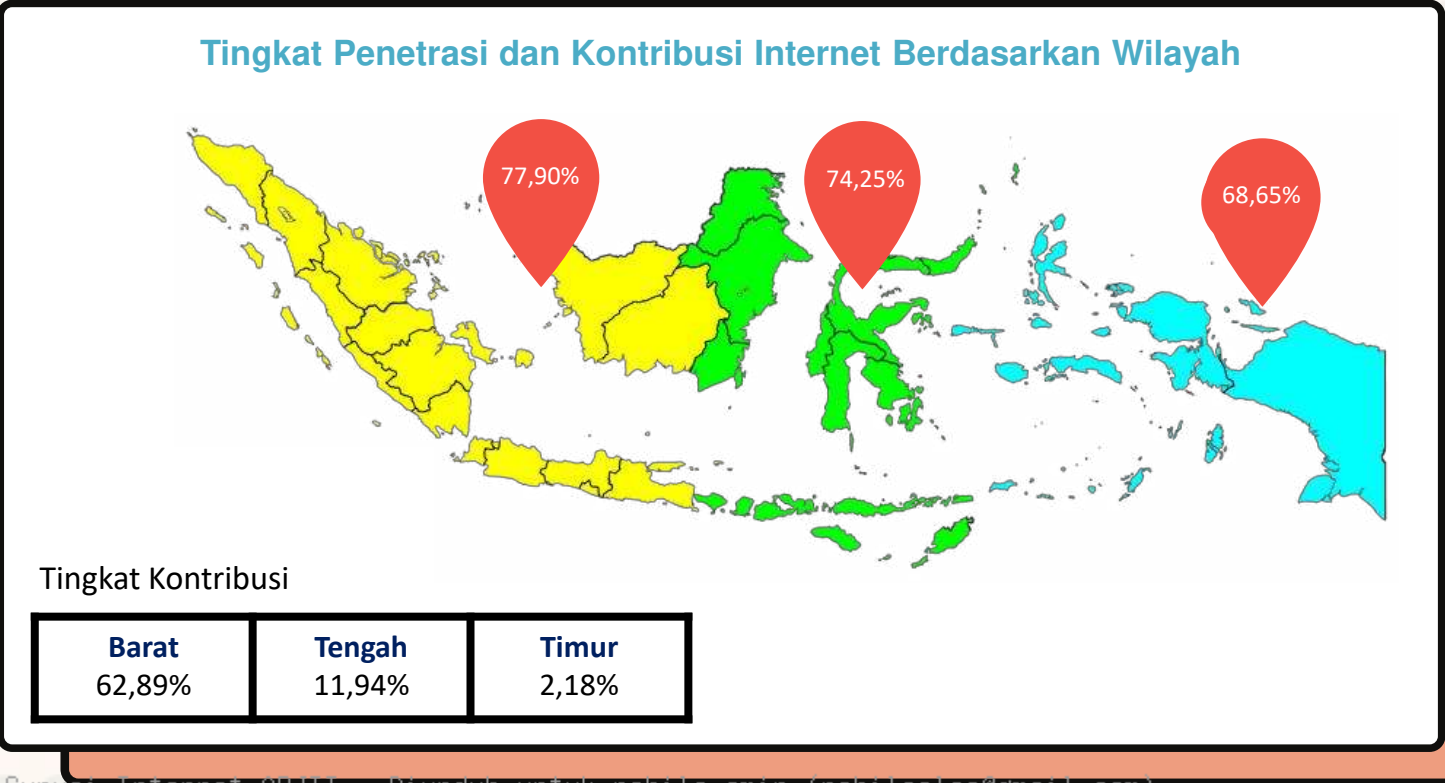 Tingkat Penetrasi dan Kontribusi Internet Berdasarkan Wilayah
77,90%
74,25%
68,65%
Tingkat Kontribusi
Barat Tengah Timur
62,89% 11,94% 2,18%